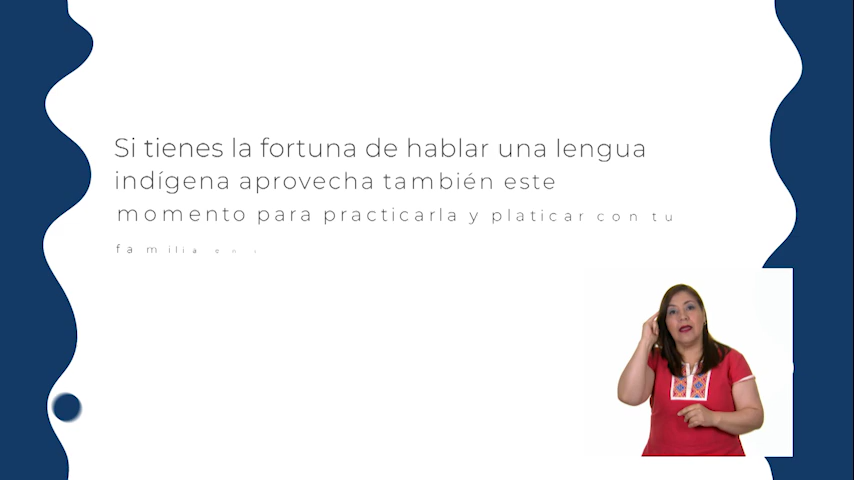 Si tienes la fortuna de hablar una lengua
indígena aprovecha también este
momento para practicarla y platicar con tu
familia